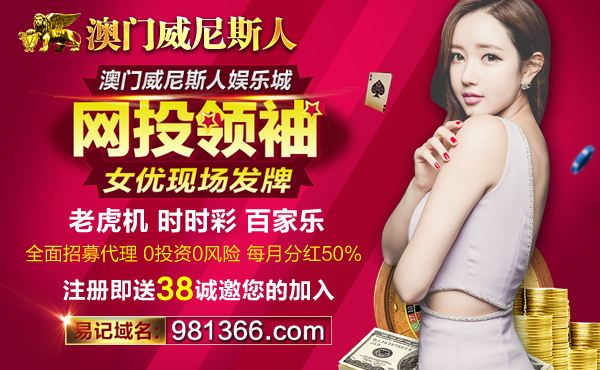 澳门威尼斯人
澳门威尼斯人娱乐城
网投领袖
女优现场发牌
老虎机 时时彩 百家乐
全面招募代理 0投资0风险 每月分红50%
注册即送38诚邀您的加入
易记域名: 981366.com